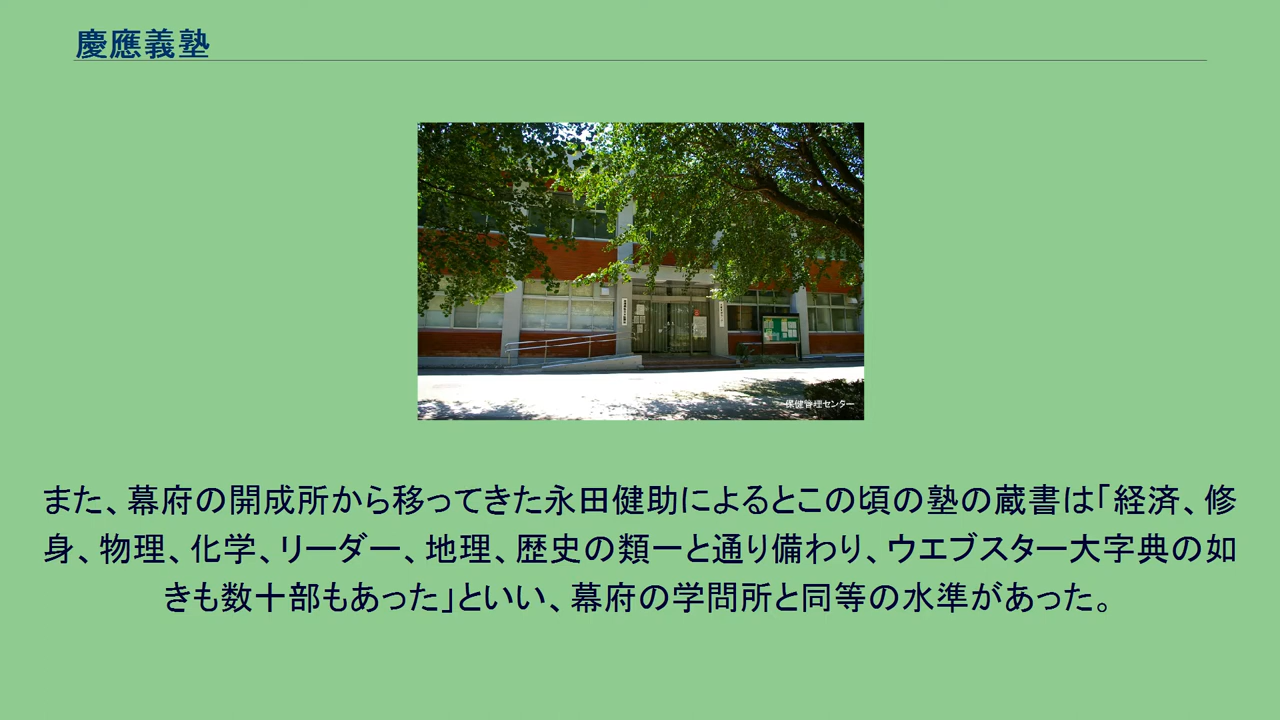 慶應義塾
保健管理センター
また、幕府の開成所から移ってきた永田健助によるとこの頃の塾の蔵書は「経済、修
身、物理、化学、リーダー、地理、歴史の類一と通り備わり、ウエブスター大字典の如
きも数十部もあった」といい、幕府の学問所と同等の水準があった。